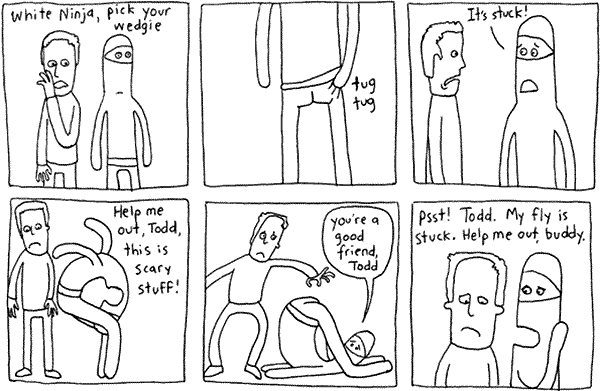 White Ninja, pick your
wedgie
tug
tug
It's stuck!
Help me
out, Todd,
this is
scary
stuff!
you're a
good
friend,
Todd
Psst! Todd. My fly is
stuck. Help me out, buddy.